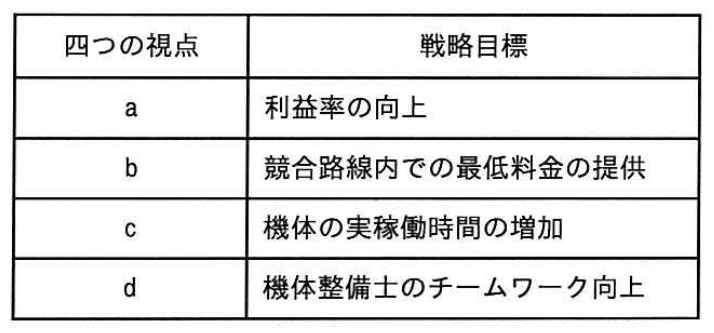 四つの視点 戦略目標
a 利益率の向上
b 競合路線内での最低料金の提供
c 機体の実稼働時間の増加
d 機体整備士のチームワーク向上